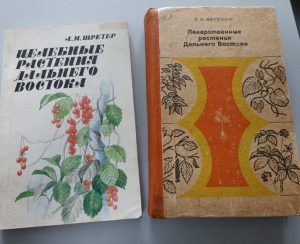 А.И. ШРЕТЕР
ЦЕЛЕБНЫЕ
РАСТЕНИЯ
ДАЛЬНЕГО
ВОСТОКА
Лекарственные
растения
Дальнего Востока